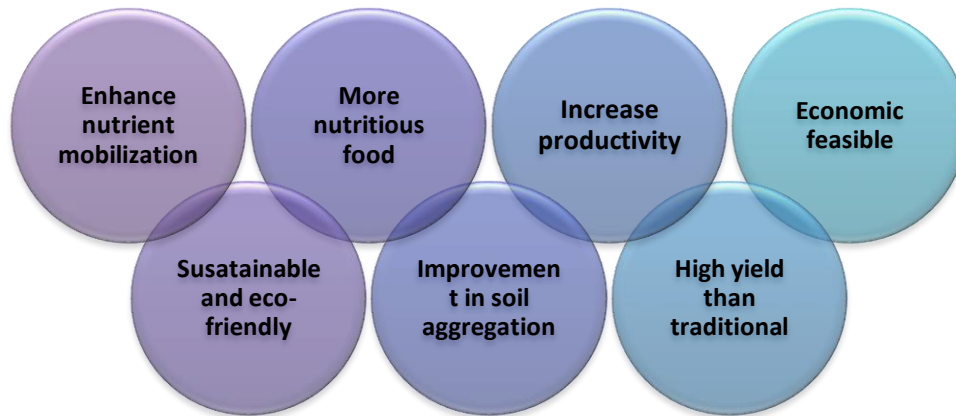 Enhance
nutrient
mobilization
More
nutritious
food
Increase
productivity
Economic
feasible
Susatainable
and eco-
friendly
Improvemen
t in soil
aggregation
High yield
than
traditional